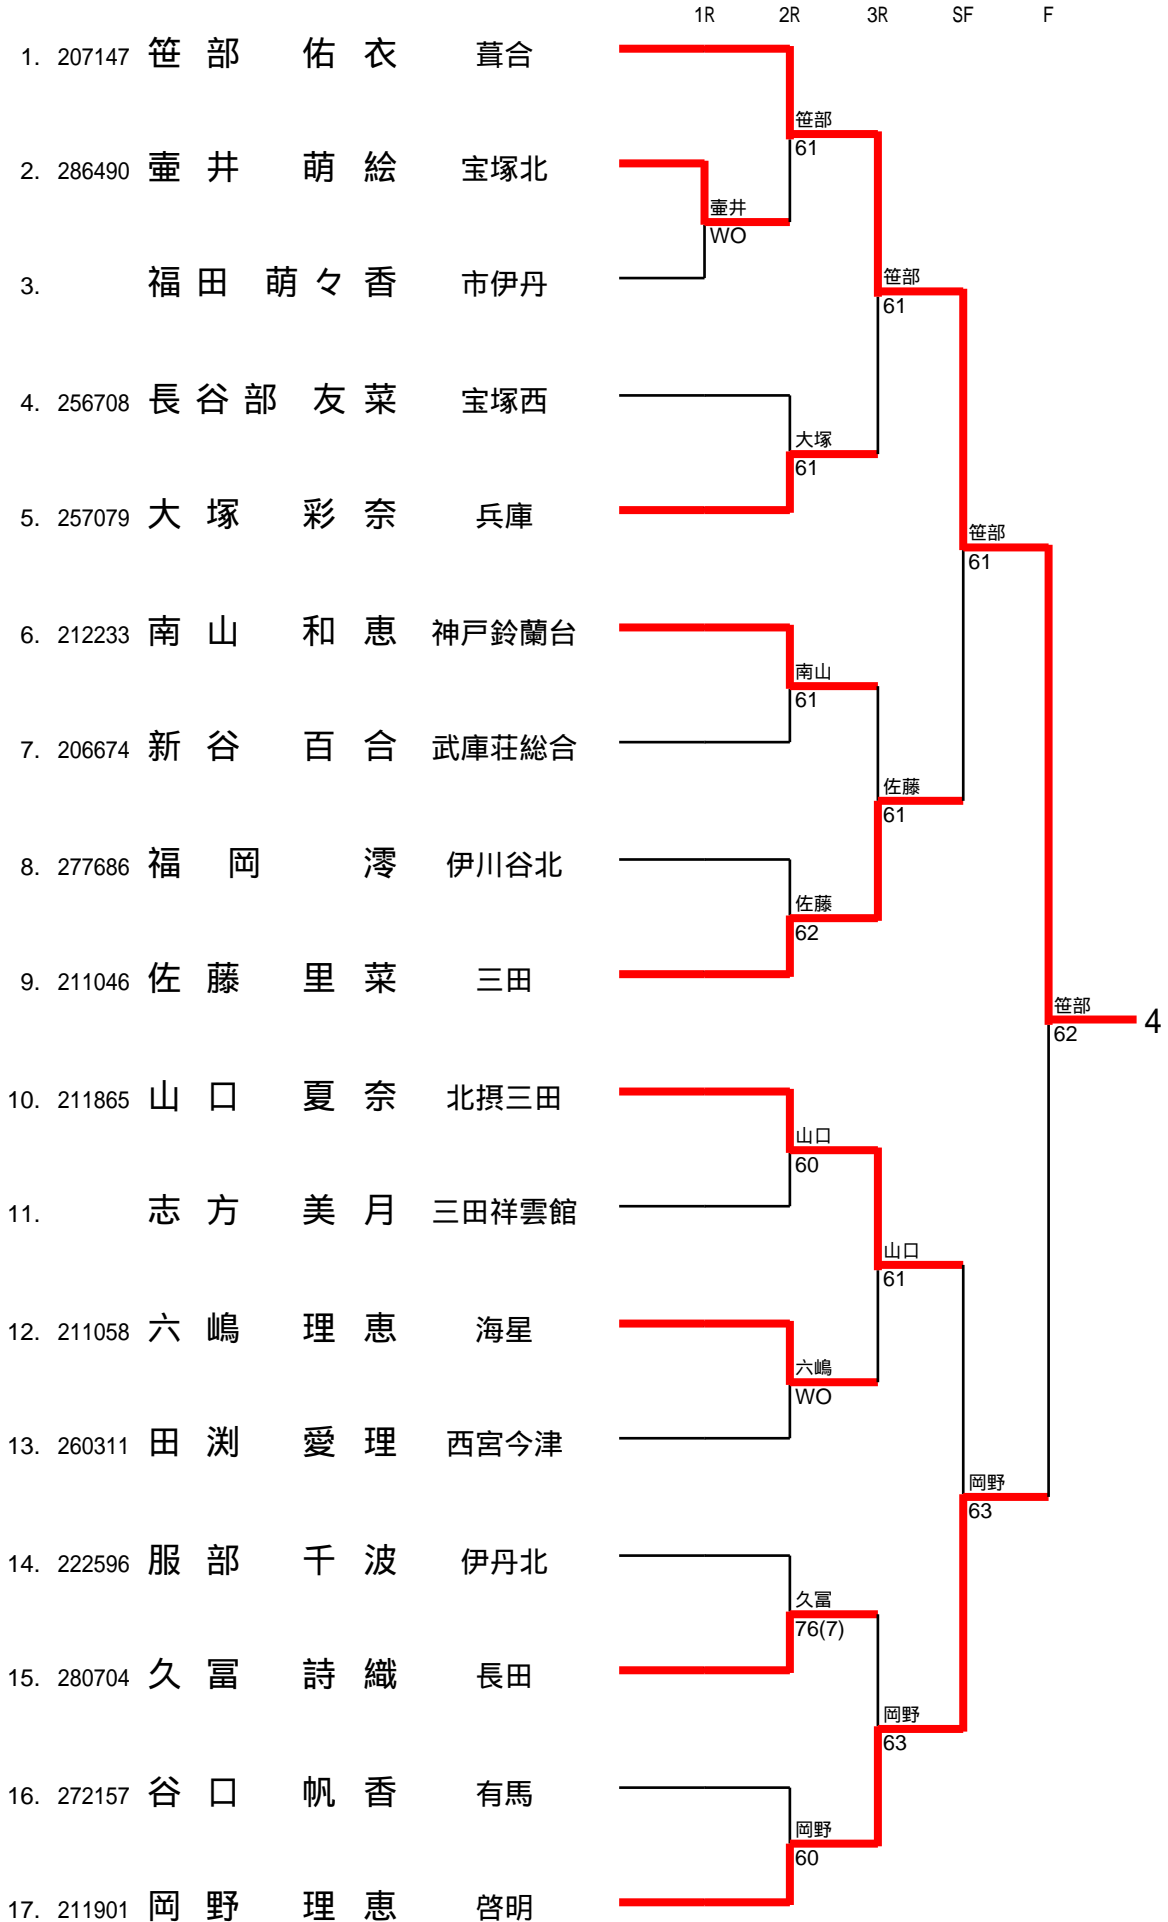 1R 2R 3R SF F
1. 207147 笹部 佑衣 葺合
笹部
61
2. 286490 壷井 萌絵 宝塚北
壷井
WO
3. 福田 萌々香 市伊丹
笹部
61
4. 256708 長谷部 友菜 宝塚西
大塚
61
5. 257079 大塚 彩奈 兵庫
笹部
61
6. 212233 南山 和恵 神戸鈴蘭台
南山
61
7. 206674 新谷 百合 武庫荘総合
佐藤
61
8. 277686 福岡 澪 伊川谷北
佐藤
62
9. 211046 佐藤 里菜 三田
笹部
62
4
10. 211865 山口 夏奈 北摂三田
山口
60
11. 志方 美月 三田祥雲館
山口
61
12. 211058 六嶋 理恵 海星
六嶋
WO
13. 260311 田渕 愛理 西宮今津
岡野
63
14. 222596 服部 千波 伊丹北
久冨
76(7)
15. 280704 久冨 詩織 長田
岡野
63
16. 272157 谷口 帆香 有馬
岡野
60
17. 211901 岡野 理恵 啓明